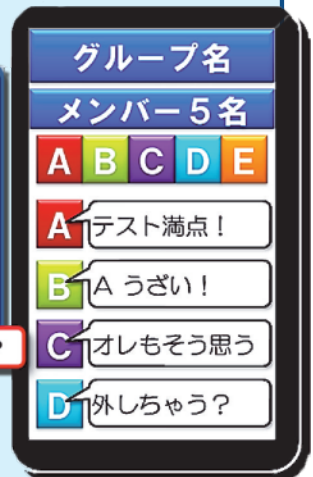 グループ名
メンバー5名
A B C D E
A テスト満点！
B A うざい！
C オレもそう思う
D 外しちゃう？